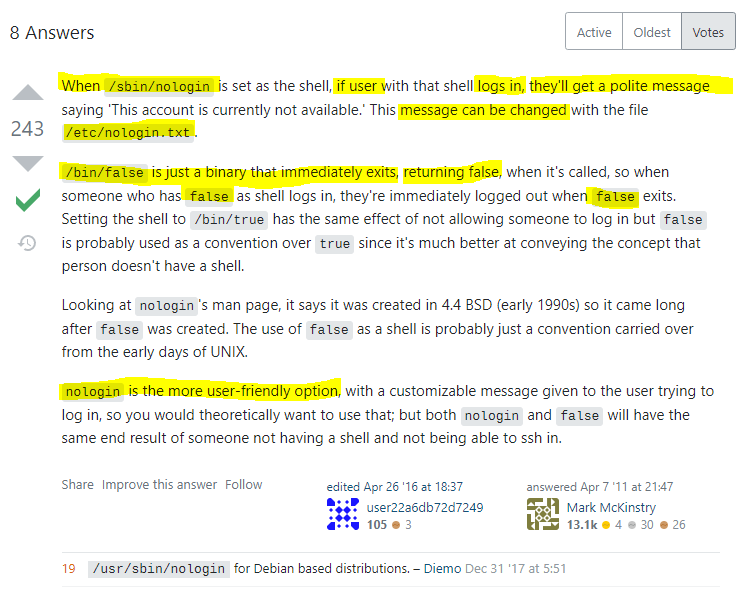 8 Answers
Active Oldest Votes
When /sbin/nologin is set as the shell, if user with that shell logs in, they'll get a polite message
saying 'This account is currently not available.' This message can be changed with the file
/etc/nologin.txt.
243
/bin/false is just a binary that immediately exits, returning false, when it's called, so when
someone who has false as shell logs in, they're immediately logged out when false exits.
Setting the shell to /bin/true has the same effect of not allowing someone to log in but false
is probably used as a convention over true since it's much better at conveying the concept that
person doesn't have a shell.
Looking at nologin's man page, it says it was created in 4.4 BSD (early 1990s) so it came long
after false was created. The use of false as a shell is probably just a convention carried over
from the early days of UNIX.
nologin is the more user-friendly option, with a customizable message given to the user trying to
log in, so you would theoretically want to use that; but both nologin and false will have the
same end result of someone not having a shell and not being able to ssh in.
Share Improve this answer Follow
edited Apr 26 '16 at 18:37
user22a6db72d7249
105 3
answered Apr 7 '11 at 21:47
Mark McKinstry
13.1k 4 30 26
19 /usr/sbin/nologin for Debian based distributions. – Diemo Dec 31 '17 at 5:51